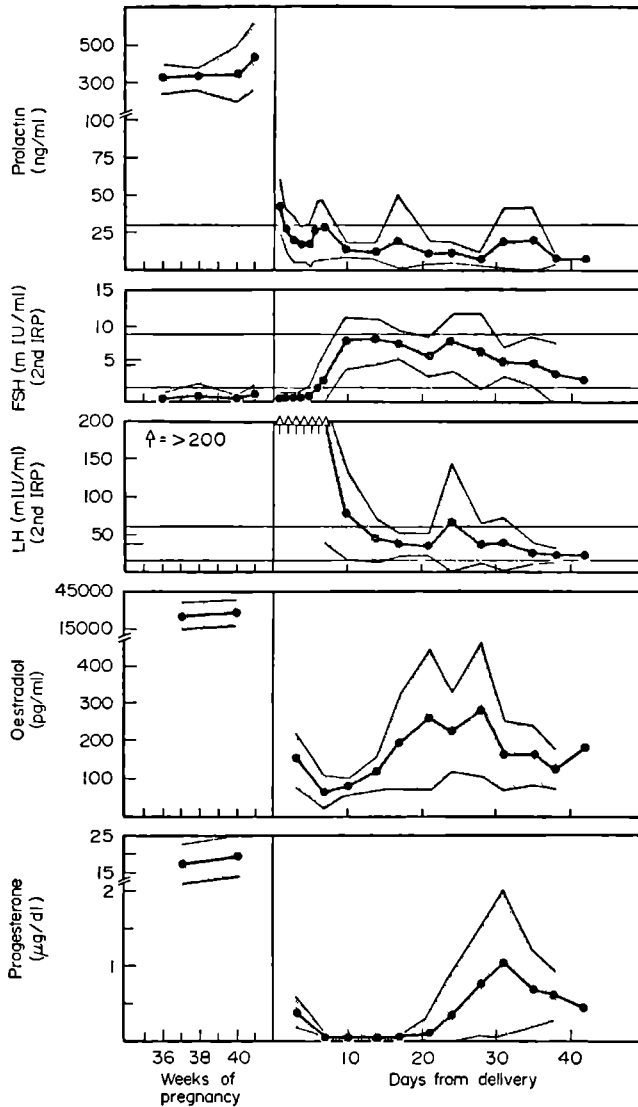 500
300
100
75
50
25
Prolactin
(ng/ml)
15
10
5
FSH (m IU/ml)
(2nd IRP)
200
150
100
50
LH (mIU/ml)
(2nd IRP)
= >200
45000
15000
400
300
200
100
Oestradiol
(pg/ml)
25
15
2
1
Progesterone
(µg/dl)
36 38 40
10 20 30 40
Weeks of
pregnancy
Days from delivery